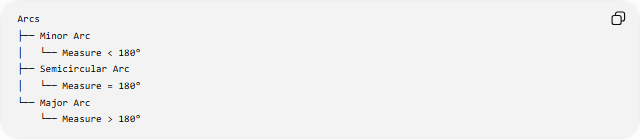 Arcs
├── Minor Arc
│   └── Measure < 180°
├── Semicircular Arc
│   └── Measure = 180°
└── Major Arc
    └── Measure > 180°